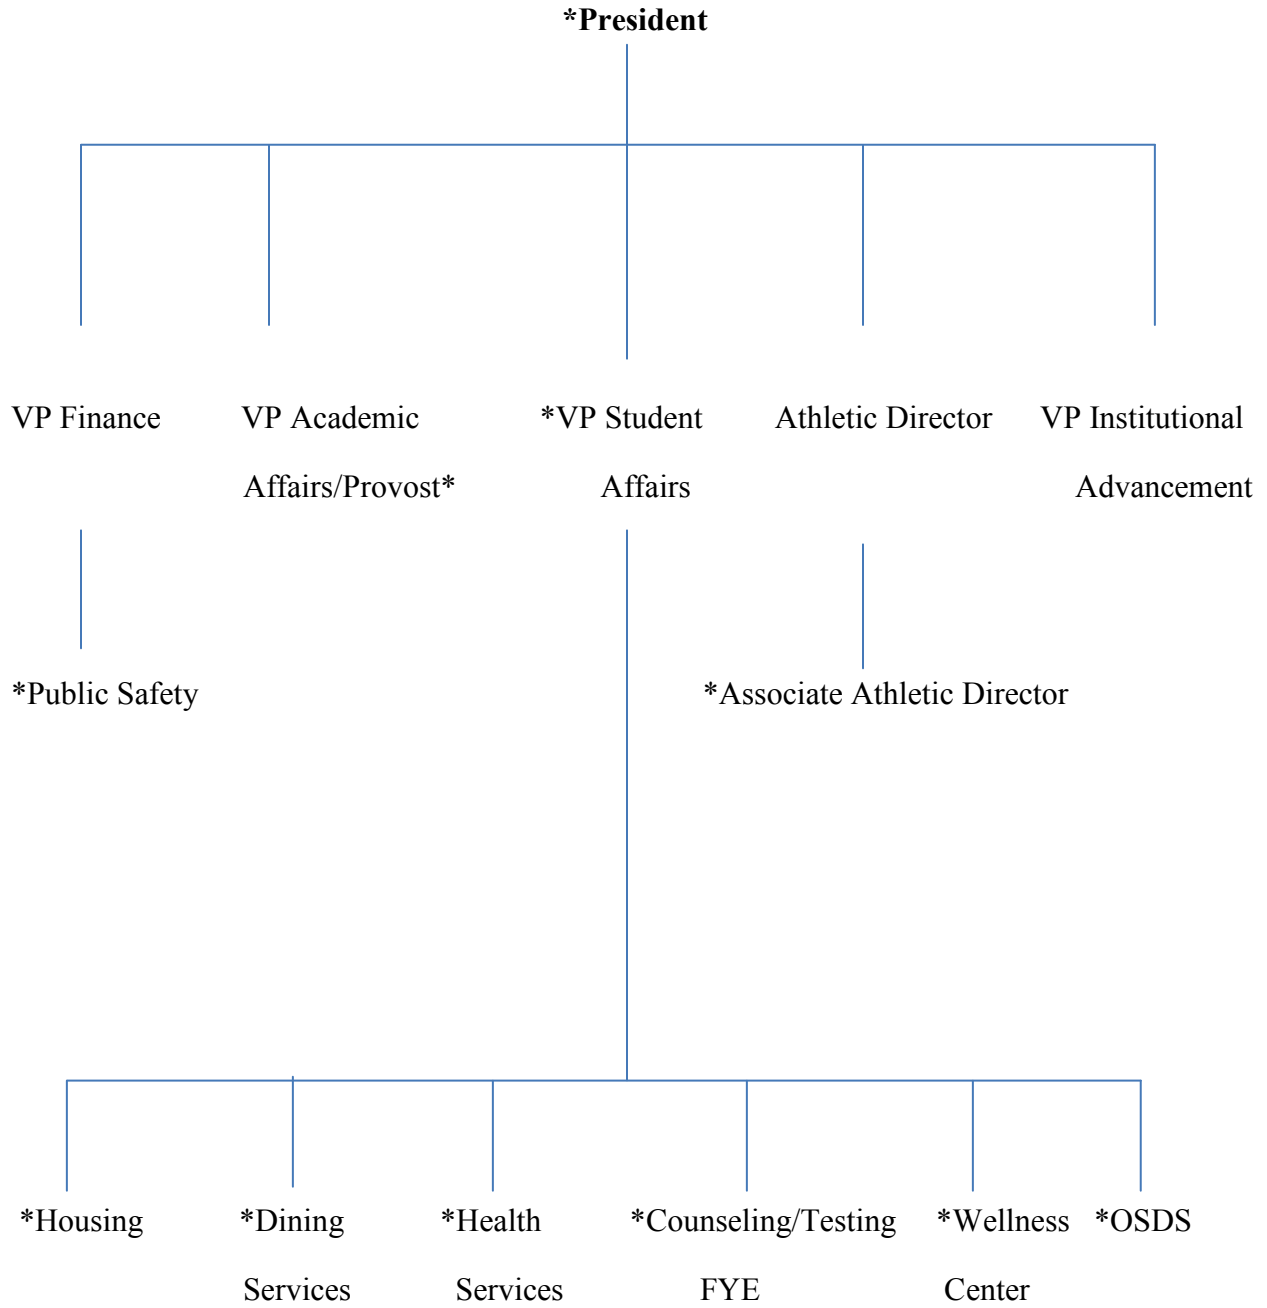 *President
VP Finance VP Academic *VP Student Athletic Director VP Institutional
Affairs/Provost* Affairs Advancement
*Public Safety *Associate Athletic Director
*Housing *Dining *Health *Counseling/Testing *Wellness *OSDS
Services Services FYE Center